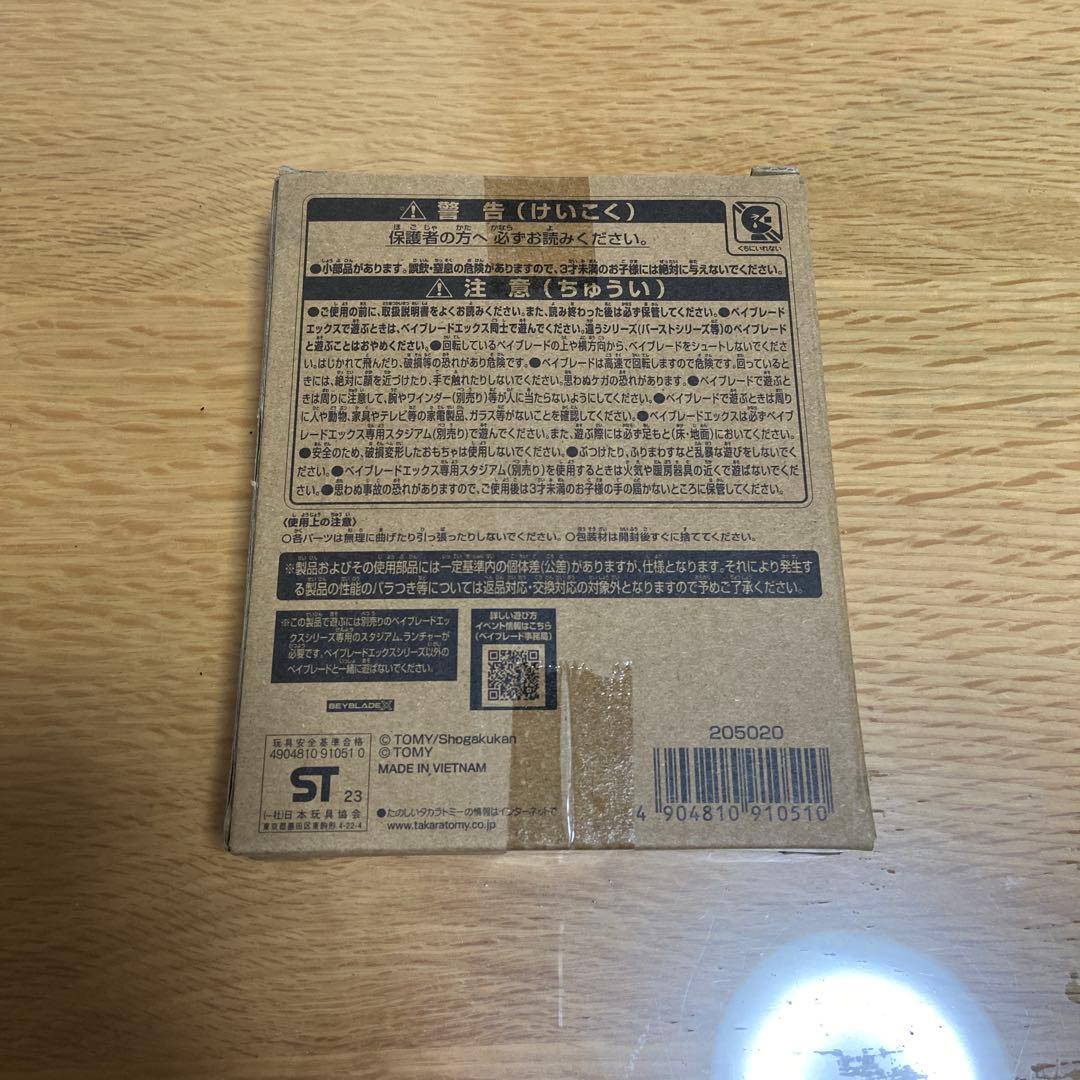 警告(けいこく)
保護者の方へ 必ずお読みください。
くちにいれない
●小部品があります。誤飲・窒息の危険がありますので、3才未満のお子様には絶対に与えないでください。
注意(ちゅうい)
●ご使用の前に、取扱説明書をよくお読みください。また、読み終わった後は必ず保管してください。●ベイブレード
エックスで遊ぶときは、ベイブレードエックス同士で遊んでください。違うシリーズ(バーストシリーズ等)のベイブレード
と遊ぶことはおやめください。●回転しているベイブレードの上や横方向から、ベイブレードをシュートしないでくださ
い。はじかれて飛んだり、破損等の恐れがあり危険です。●ベイブレードは高速で回転しますので危険です。回っていると
きには、絶対に顔を近づけたり、手で触れたりしないでください。思わぬケガの恐れがあります。●ベイブレードで遊ぶと
きは周りに注意して、腕やワインダー(別売り)等が人に当たらないようにしてください。●ベイブレードで遊ぶときは周
りに人や動物、家具やテレビ等の家電製品、ガラス等がないことを確認してください。●ベイブレードエックスは必ずベイブ
レードエックス専用スタジアム(別売り)で遊んでください。また、遊ぶ際には必ず足もと(床・地面)においてください。
●安全のため、破損変形したおもちゃは使用しないでください。●ぶつけたり、ふりまわすなど乱暴な遊びをしないでくだ
さい。●ベイブレードエックス専用スタジアム(別売り)を使用するときは火気や暖房器具の近くで遊ばないでくだ
さい。●思わぬ事故の恐れがありますので、ご使用後は3才未満のお子様の手の届かないところに保管してください。
〈使用上の注意〉
○各パーツは無理に曲げたり引っ張ったりしないでください。○包装材は開封後すぐに捨ててください。
※製品およびその使用部品には一定基準内の個体差(公差)がありますが、仕様となります。それにより発生す
る製品の性能のバラつき等については返品対応・交換対応の対象外となりますので予めご了承ください。
※この製品で遊ぶには別売りのベイブレードエッ
クスシリーズ専用のスタジアム、ランチャーが
必要です。ベイブレードエックスシリーズ以外の
ベイブレードと一緒に遊ばないでください。
詳しい遊び方
イベント情報はこちら
(ベイブレード事務局)
BEYBLADE X
玩具安全基準合格
4904810 91051 0
ST 23
(一社)日本玩具協会
東京都墨田区東駒形 4-22-4
© TOMY/Shogakukan
© TOMY
MADE IN VIETNAM
●たのしいタカラトミーの情報はインターネットで
www.takaratomy.co.jp
205020
4 904810 910510